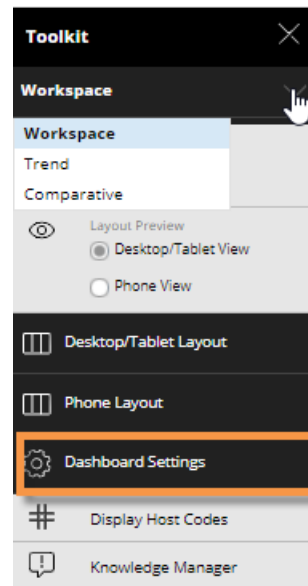 Toolkit
Workspace
Workspace
Trend
Comparative
Layout Preview
Desktop/Tablet View
Phone View
Desktop/Tablet Layout
Phone Layout
Dashboard Settings
Display Host Codes
Knowledge Manager